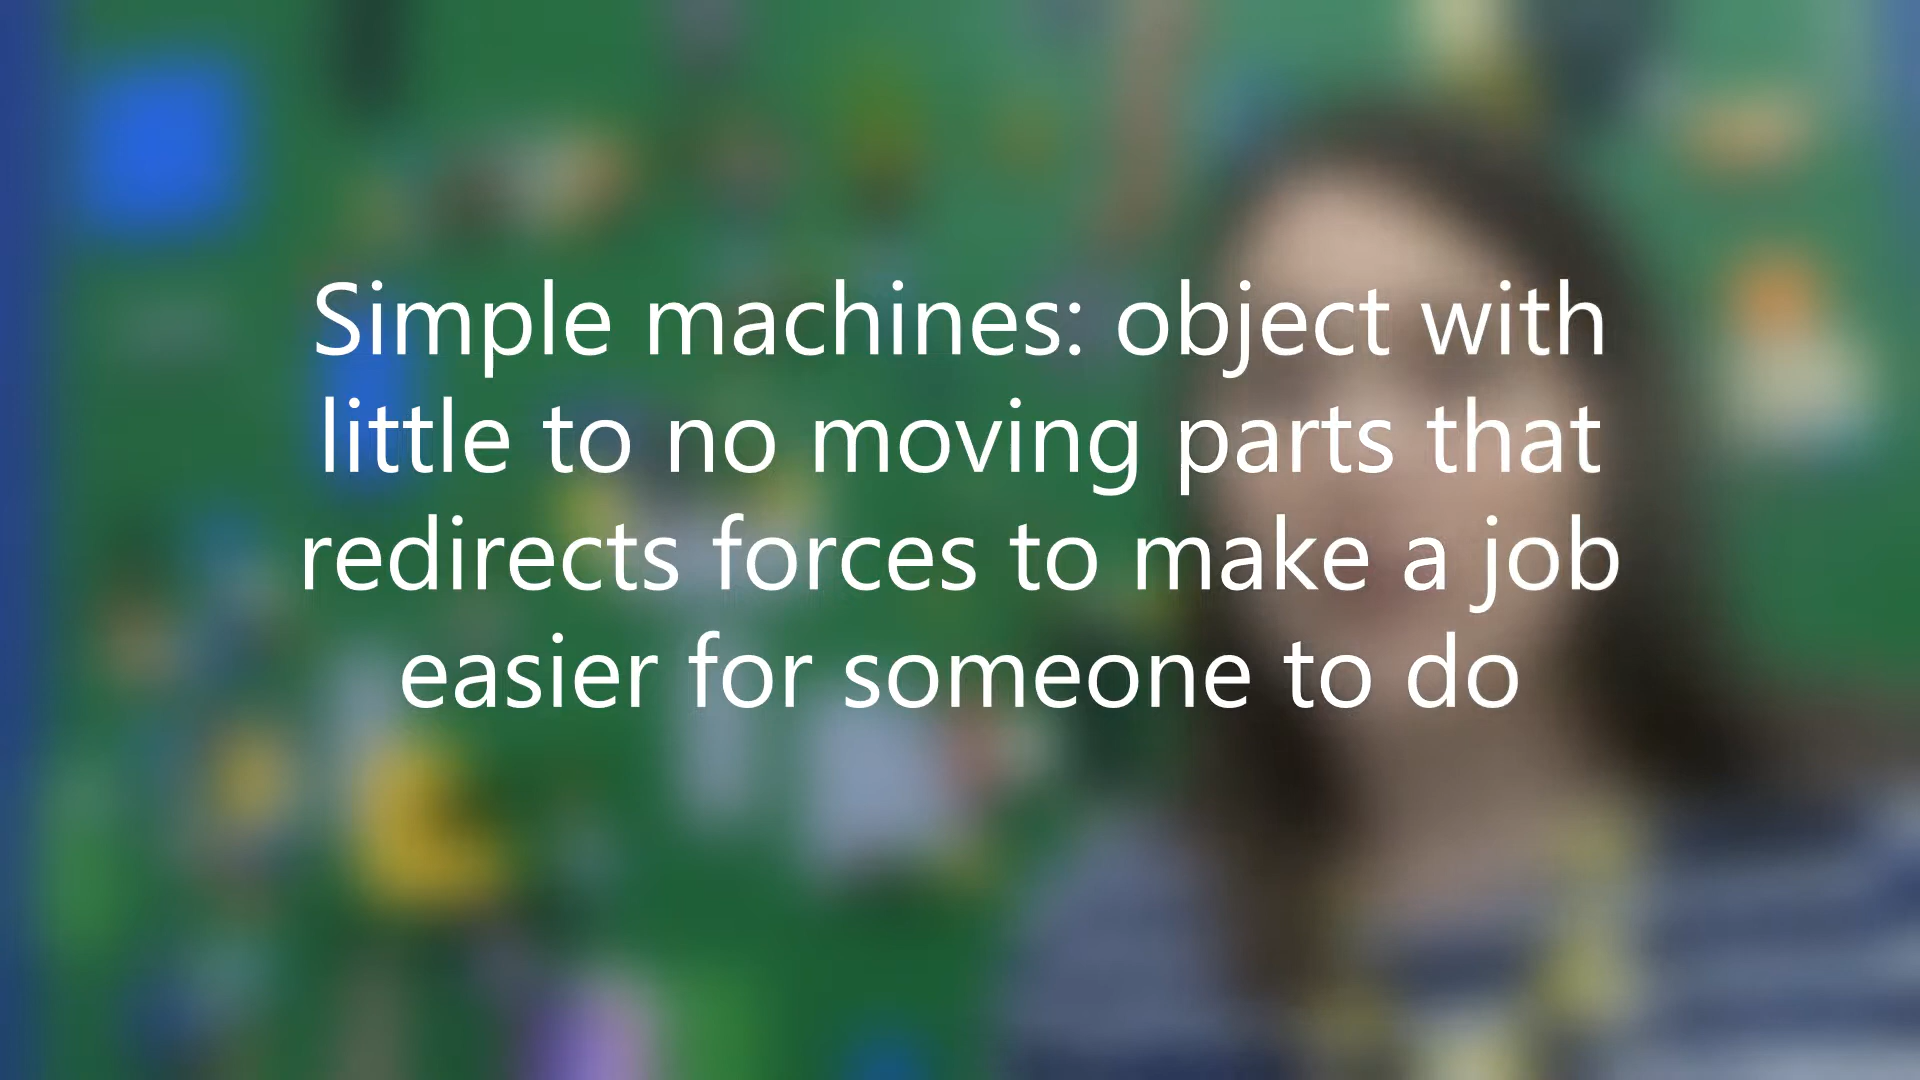 Simple machines: object with
little to no moving parts that
redirects forces to make a job
easier for someone to do